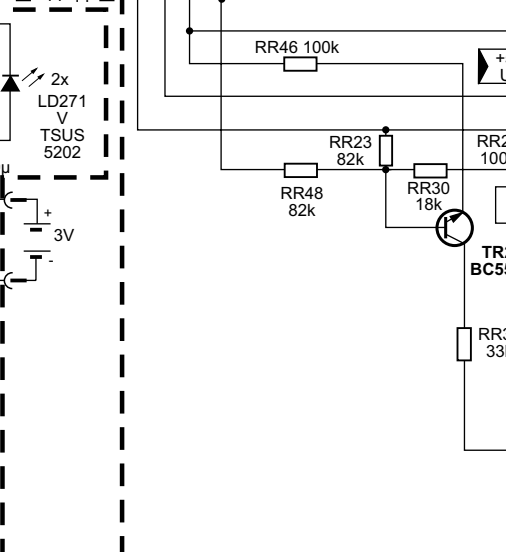 RR46 100k
2x
LD271
V
TSUS
5202
RR23
82k
µ
RR48
82k
RR30
18k
+
3V
-